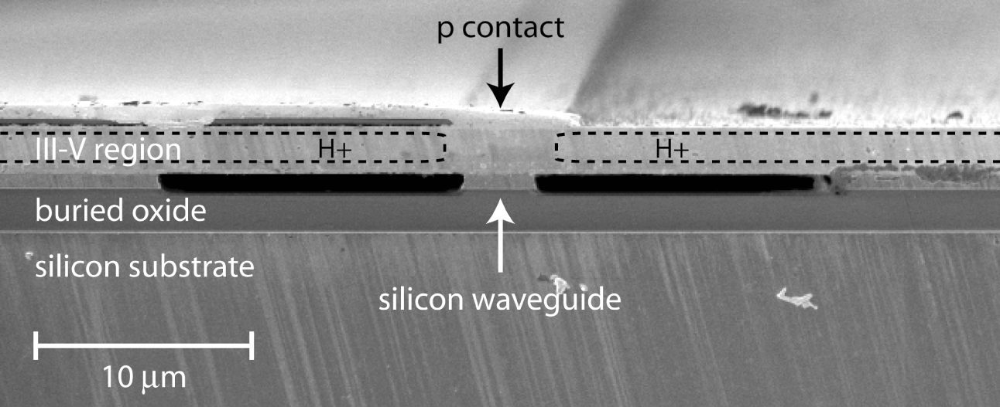 p contact
III-V region
H+
H+
buried oxide
silicon substrate
silicon waveguide
10 μm